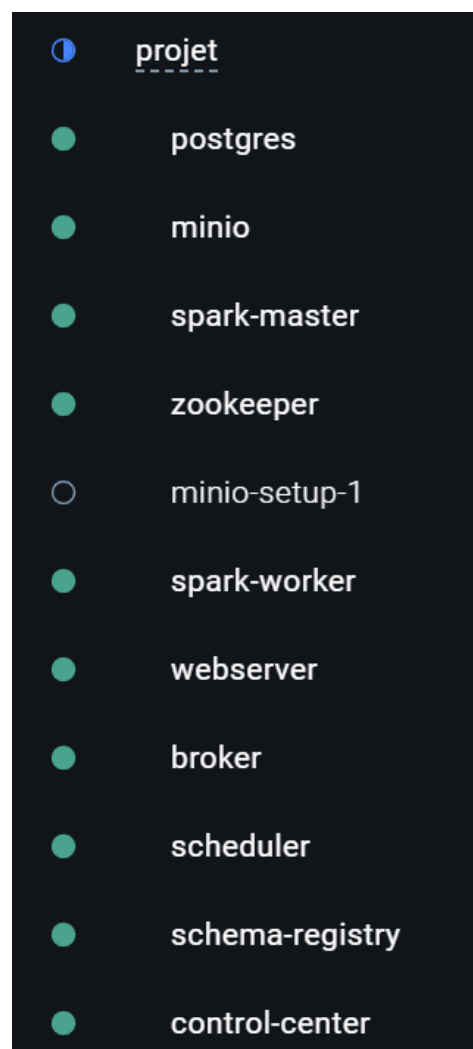 projet
postgres
minio
spark-master
zookeeper
minio-setup-1
spark-worker
webserver
broker
scheduler
schema-registry
control-center